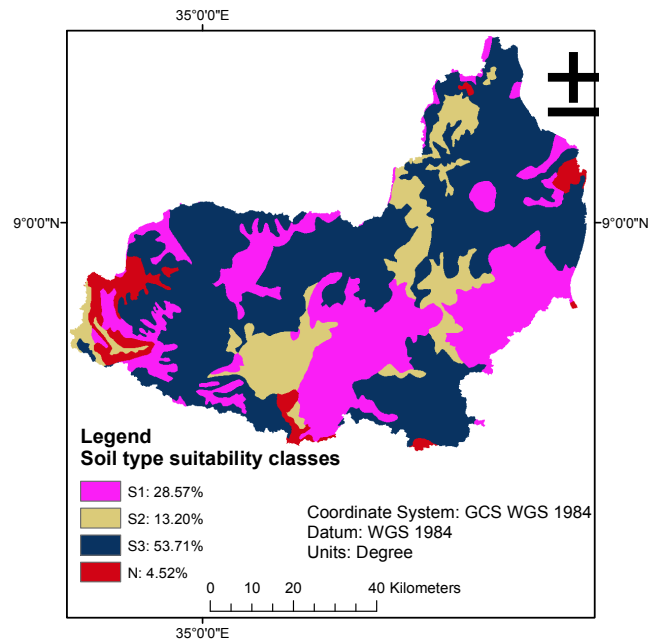 35°0'0"E
9°0'0"N
9°0'0"N
Legend
Soil type suitability classes
S1: 28.57%
S2: 13.20%
S3: 53.71%
N: 4.52%
Coordinate System: GCS WGS 1984
Datum: WGS 1984
Units: Degree
0 10 20 40 Kilometers
35°0'0"E